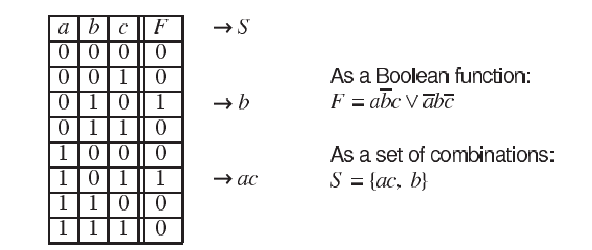 a b c F → S
0 0 0 0
0 0 1 0
0 1 0 1 → b
0 1 1 0
1 0 0 0
1 0 1 1 → ac
1 1 0 0
1 1 1 0
As a Boolean function:
F = ab̅c ∨ a̅bc̅
As a set of combinations:
S = {ac, b}